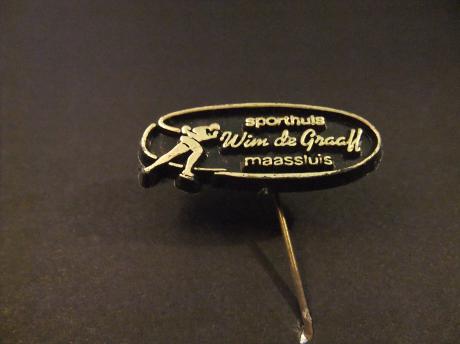 sporthuis
Wim de Graaff
maassluis